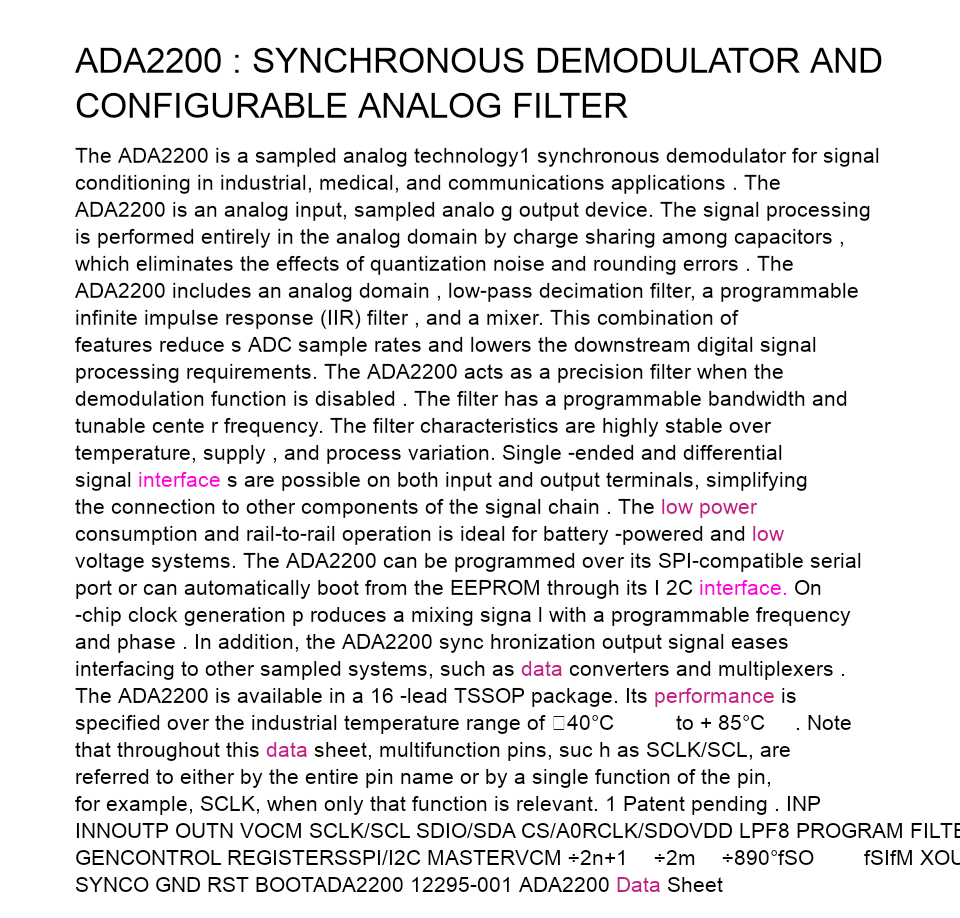 ADA2200 : SYNCHRONOUS DEMODULATOR AND
CONFIGURABLE ANALOG FILTER
The ADA2200 is a sampled analog technology1 synchronous demodulator for signal
conditioning in industrial, medical, and communications applications . The
ADA2200 is an analog input, sampled analo g output device. The signal processing
is performed entirely in the analog domain by charge sharing among capacitors ,
which eliminates the effects of quantization noise and rounding errors . The
ADA2200 includes an analog domain , low-pass decimation filter, a programmable
infinite impulse response (IIR) filter , and a mixer. This combination of
features reduce s ADC sample rates and lowers the downstream digital signal
processing requirements. The ADA2200 acts as a precision filter when the
demodulation function is disabled . The filter has a programmable bandwidth and
tunable cente r frequency. The filter characteristics are highly stable over
temperature, supply , and process variation. Single -ended and differential
signal interface s are possible on both input and output terminals, simplifying
the connection to other components of the signal chain . The low power
consumption and rail-to-rail operation is ideal for battery -powered and low
voltage systems. The ADA2200 can be programmed over its SPI-compatible serial
port or can automatically boot from the EEPROM through its I 2C interface. On
-chip clock generation p roduces a mixing signa l with a programmable frequency
and phase . In addition, the ADA2200 sync hronization output signal eases
interfacing to other sampled systems, such as data converters and multiplexers .
The ADA2200 is available in a 16 -lead TSSOP package. Its performance is
specified over the industrial temperature range of □40°C to + 85°C . Note
that throughout this data sheet, multifunction pins, suc h as SCLK/SCL, are
referred to either by the entire pin name or by a single function of the pin,
for example, SCLK, when only that function is relevant. 1 Patent pending . INP
INNOUTP OUTN VOCM SCLK/SCL SDIO/SDA CS/A0RCLK/SDOVDD LPF8 PROGRAM FILTE
GENCONTROL REGISTERSSPI/I2C MASTERVCM ÷2n+1 ÷2m ÷890°fSO fSIfM XOU
SYNCO GND RST BOOTADA2200 12295-001 ADA2200 Data Sheet